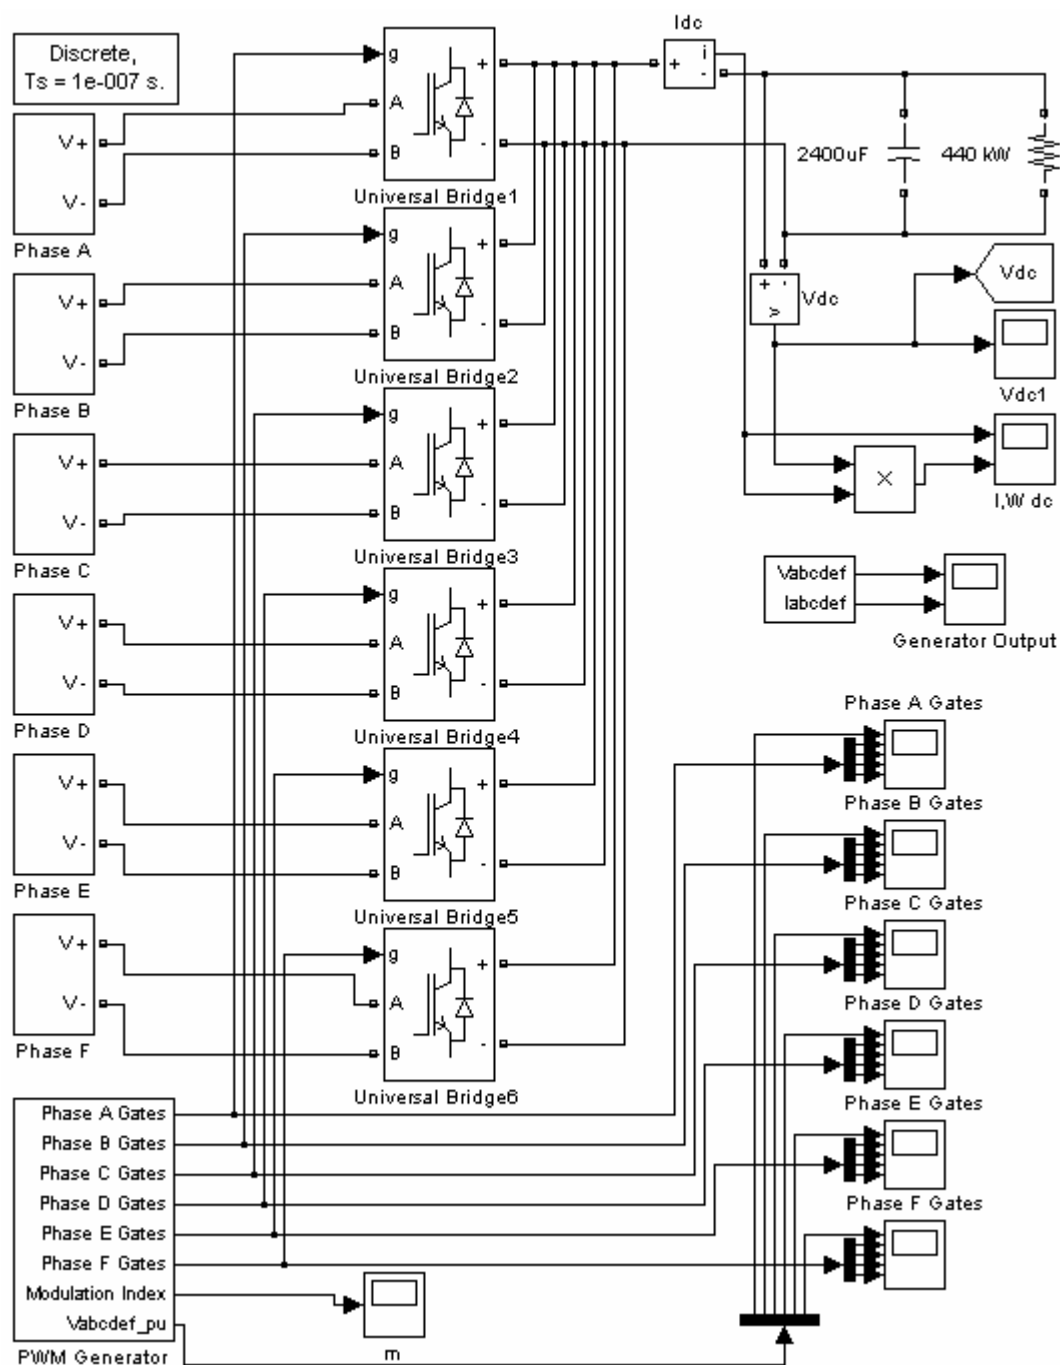 Discrete,
Ts = 1e-007 s.
V+
V-
Phase A
g
A
B
+
-
Universal Bridge1
Idc
+
i
-
2400uF
440 kW
V+
V-
Phase B
g
A
B
+
-
Universal Bridge2
+ -
v
Vdc
Vdc
Vdc1
V+
V-
Phase C
g
A
B
+
-
Universal Bridge3
×
I,W dc
Vabcdef
Iabcdef
Generator Output
V+
V-
Phase D
g
A
B
+
-
Universal Bridge4
V+
V-
Phase E
g
A
B
+
-
Universal Bridge5
V+
V-
Phase F
g
A
B
+
-
Universal Bridge6
Phase A Gates
Phase B Gates
Phase C Gates
Phase D Gates
Phase E Gates
Phase F Gates
Phase A Gates
Phase B Gates
Phase C Gates
Phase D Gates
Phase E Gates
Phase F Gates
Modulation Index
Vabcdef_pu
PWM Generator
m